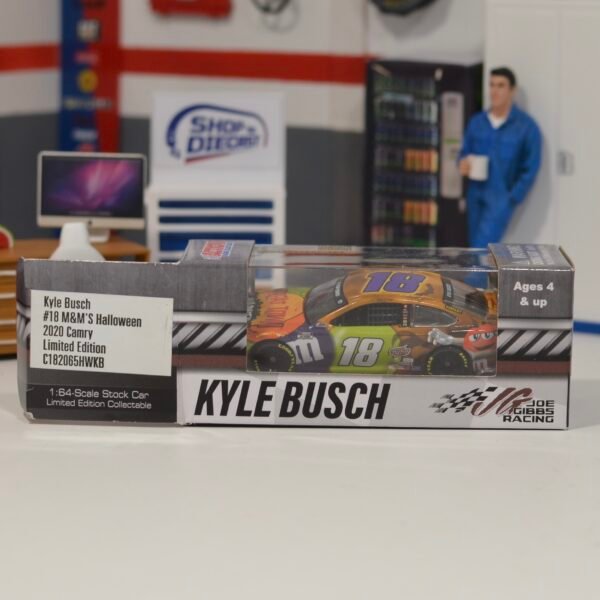 SHOP
DIECAST
Kyle Busch
#18 M&M'S Halloween
2020 Camry
Limited Edition
C182065HWKB
1:64-Scale Stock Car
Limited Edition Collectable
Ages 4
& up
18
18
m
KYLE BUSCH
JG
JOE
GIBBS
RACING